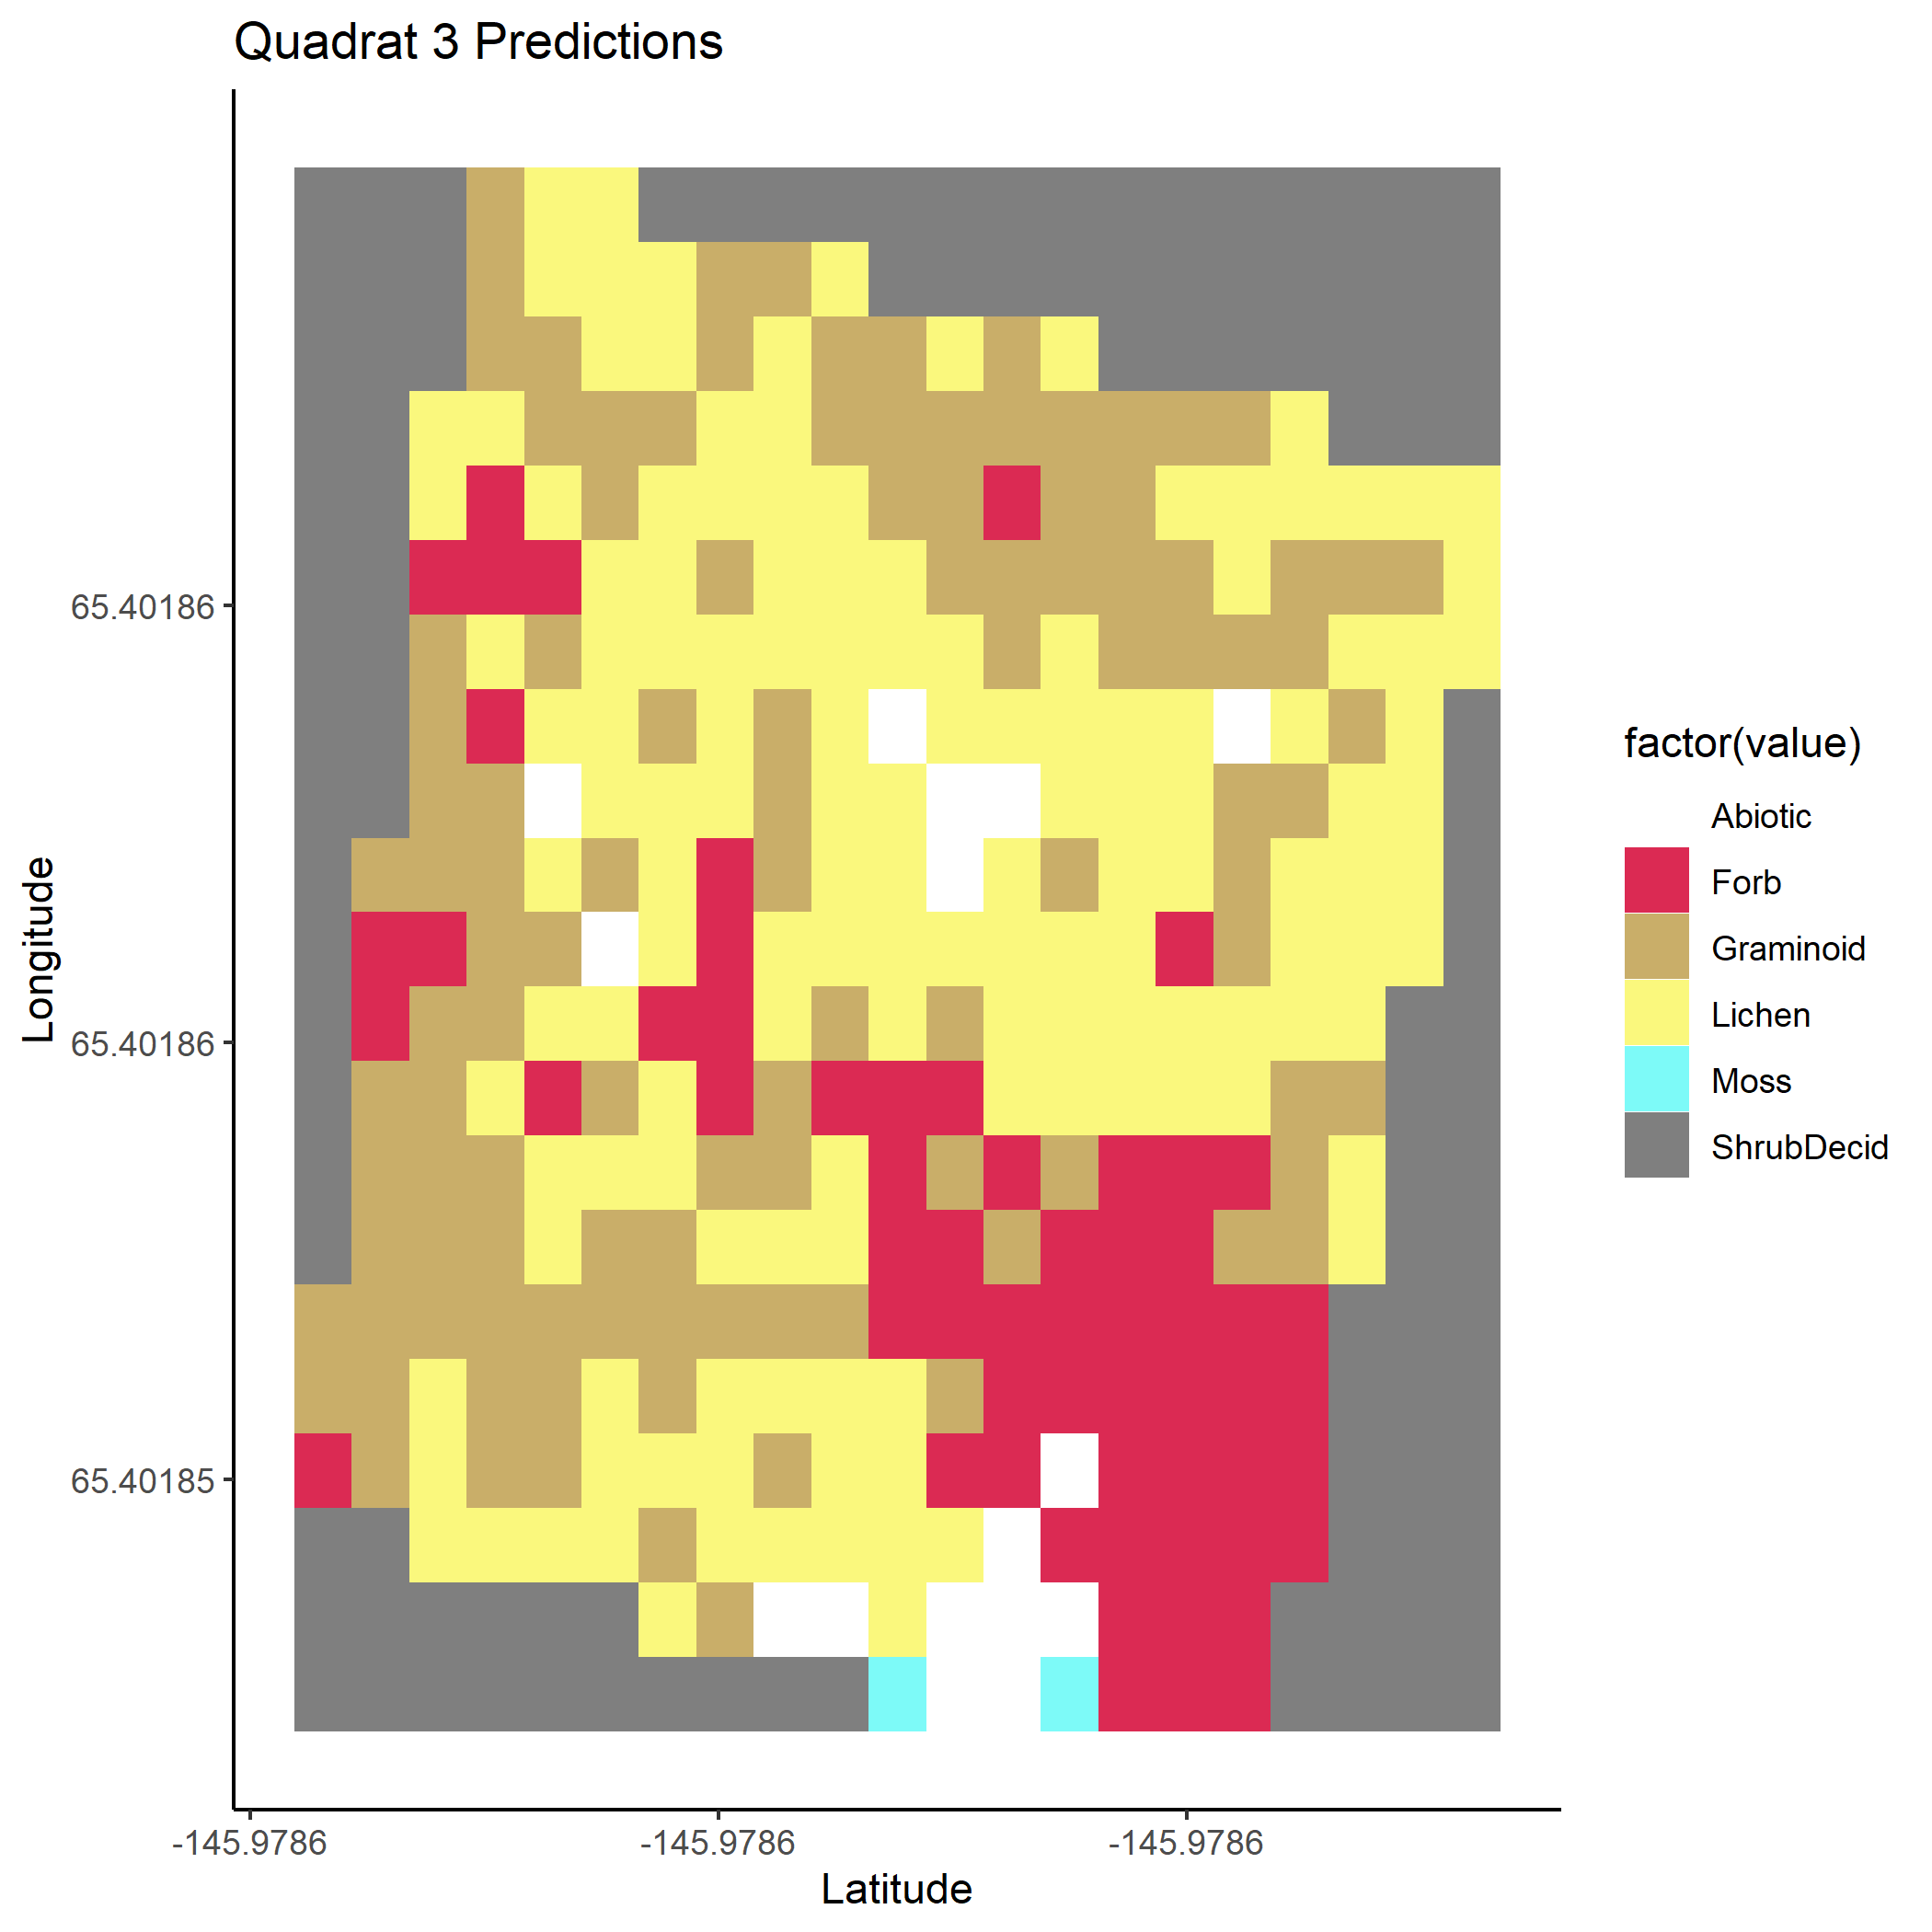 Quadrat 3 Predictions
65.40186
65.40186
65.40185
Longitude
-145.9786
-145.9786
-145.9786
Latitude
factor(value)
Abiotic
Forb
Graminoid
Lichen
Moss
ShrubDecid